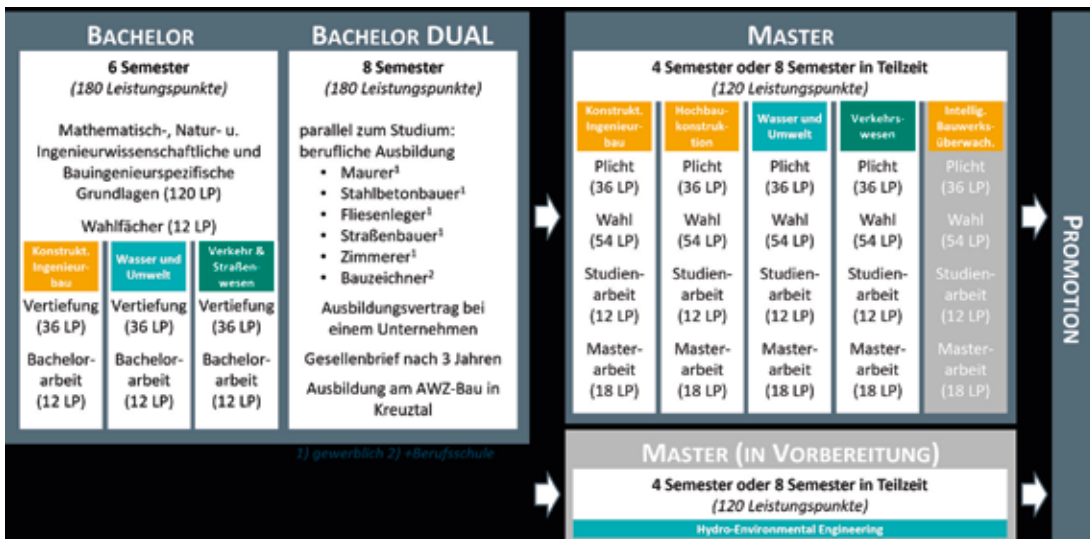 BACHELOR
6 Semester
(180 Leistungspunkte)
Mathematisch-, Natur- u.
Ingenieurwissenschaftliche und
Bauingenieurspezifische
Grundlagen (120 LP)
Wahlfächer (12 LP)
Konstrukt.
Ingenieur-
bau
Vertiefung
(36 LP)
Bachelor-
arbeit
(12 LP)
Wasser und
Umwelt
Vertiefung
(36 LP)
Bachelor-
arbeit
(12 LP)
Verkehr &
Straßen-
wesen
Vertiefung
(36 LP)
Bachelor-
arbeit
(12 LP)
BACHELOR DUAL
8 Semester
(180 Leistungspunkte)
parallel zum Studium:
berufliche Ausbildung
• Maurer¹
• Stahlbetonbauer¹
• Fliesenleger¹
• Straßenbauer¹
• Zimmerer¹
• Bauzeichner²
Ausbildungsvertrag bei
einem Unternehmen
Gesellenbrief nach 3 Jahren
Ausbildung am AWZ-Bau in
Kreuztal
1) gewerblich 2) +Berufsschule
MASTER
4 Semester oder 8 Semester in Teilzeit
(120 Leistungspunkte)
Konstrukt.
Ingenieur-
bau
Plicht
(36 LP)
Wahl
(54 LP)
Studien-
arbeit
(12 LP)
Master-
arbeit
(18 LP)
Hochbau-
konstruk-
tion
Plicht
(36 LP)
Wahl
(54 LP)
Studien-
arbeit
(12 LP)
Master-
arbeit
(18 LP)
Wasser und
Umwelt
Plicht
(36 LP)
Wahl
(54 LP)
Studien-
arbeit
(12 LP)
Master-
arbeit
(18 LP)
Verkehrs-
wesen
Plicht
(36 LP)
Wahl
(54 LP)
Studien-
arbeit
(12 LP)
Master-
arbeit
(18 LP)
Intellig.
Bauwerks-
überwach.
Plicht
(36 LP)
Wahl
(54 LP)
Studien-
arbeit
(12 LP)
Master-
arbeit
(18 LP)
MASTER (IN VORBEREITUNG)
4 Semester oder 8 Semester in Teilzeit
(120 Leistungspunkte)
Hydro-Environmental Engineering
PROMOTION